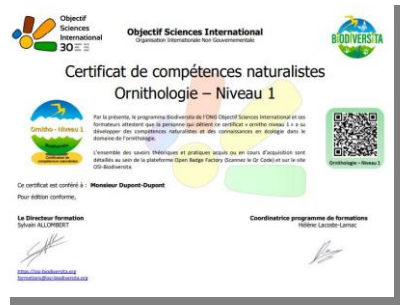 Objectif
Sciences
International
30
Objectif Sciences International
Organisation Internationale Non Gouvernementale
BIODIVERSITA
Certificat de compétences naturalistes
Ornithologie – Niveau 1
Par la présente, le programme Biodiversita de l'ONG Objectif Sciences International et ses
formateurs attestent que la personne qui détient ce certificat « ornitho niveau 1 » a su
développer des compétences naturalistes et des connaissances en écologie dans le
domaine de l'ornithologie.
Ornitho - Niveau 1
L'ensemble des savoirs théoriques et pratiques acquis ou en cours d'acquisition sont
détaillés au sein de la plateforme Open Badge Factory (Scannez le Qr Code) et sur le site
OSI-Biodiversita.
Certification de
compétences naturalistes
Ornithologie - Niveau 1
Ce certificat est conféré à : Monsieur Dupont-Dupont
Pour édition conforme,
Le Directeur formation
Sylvain ALLOMBERT
Coordinatrice programme de formations
Hélène Lacoste-Lamac
https://osi-biodiversita.org
formations@osi-biodiversita.org